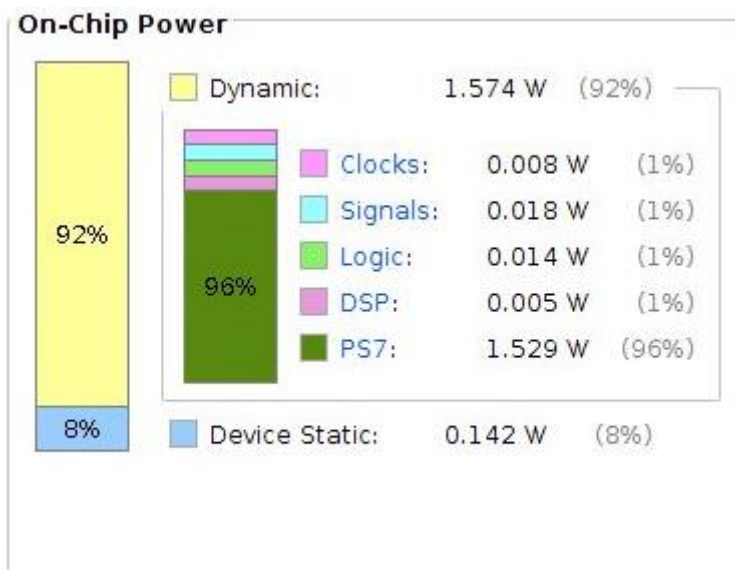 On-Chip Power
Dynamic: 1.574 W (92%)
Clocks: 0.008 W (1%)
Signals: 0.018 W (1%)
92%
Logic: 0.014 W (1%)
96%
DSP: 0.005 W (1%)
PS7: 1.529 W (96%)
8%
Device Static: 0.142 W (8%)